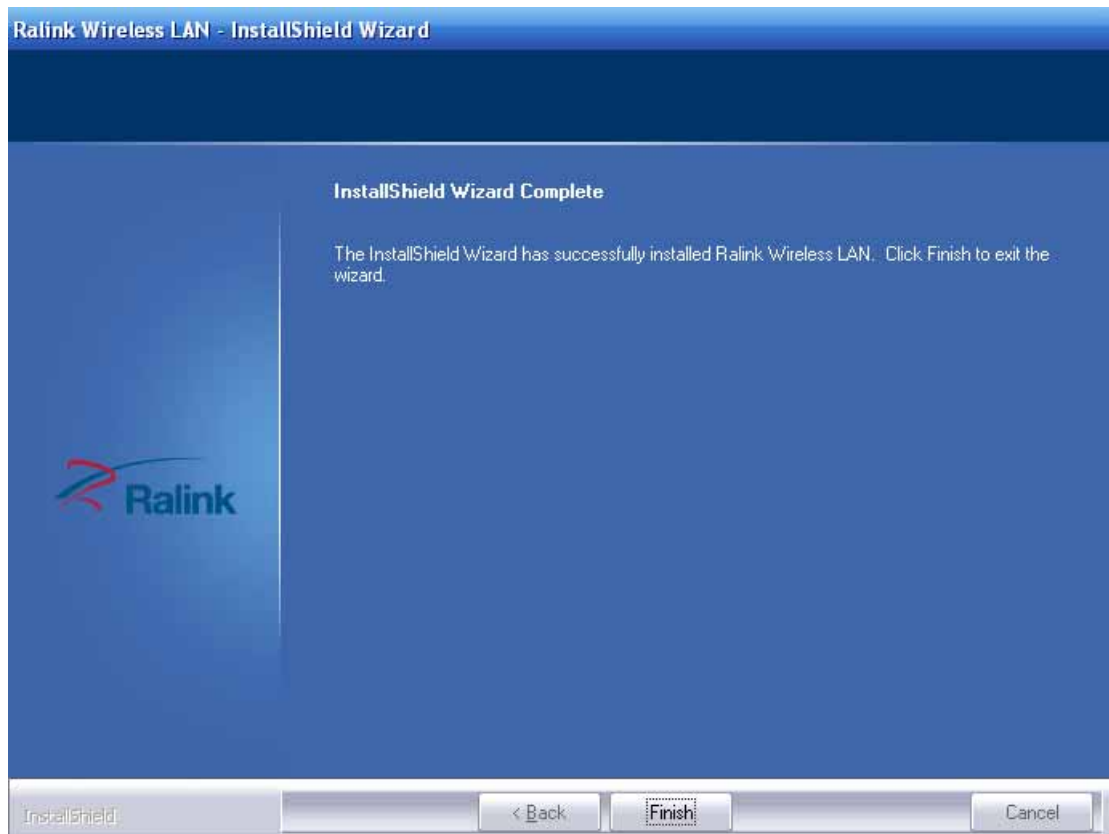 Ralink Wireless LAN - InstallShield Wizard
InstallShield Wizard Complete
The InstallShield Wizard has successfully installed Ralink Wireless LAN. Click Finish to exit the
wizard.
Ralink
InstallShield
< Back
Finish
Cancel